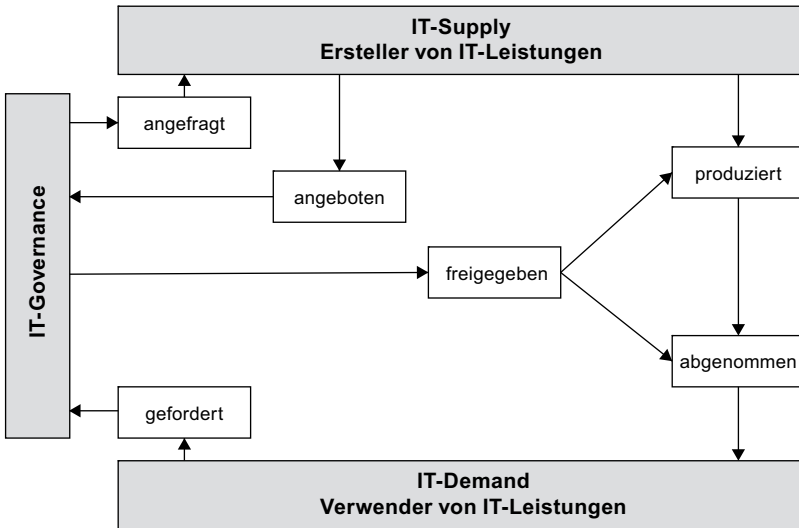 IT-Supply
Ersteller von IT-Leistungen
IT-Governance
angefragt
angeboten
produziert
freigegeben
abgenommen
gefordert
IT-Demand
Verwender von IT-Leistungen